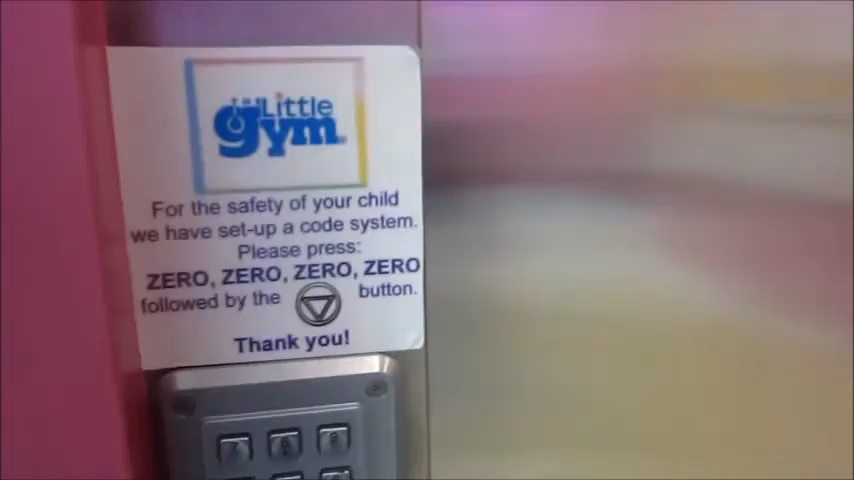 Little
gym
For the safety of your child
we have set-up a code system.
Please press:
ZERO, ZERO, ZERO, ZERO
followed by the button.
Thank you!